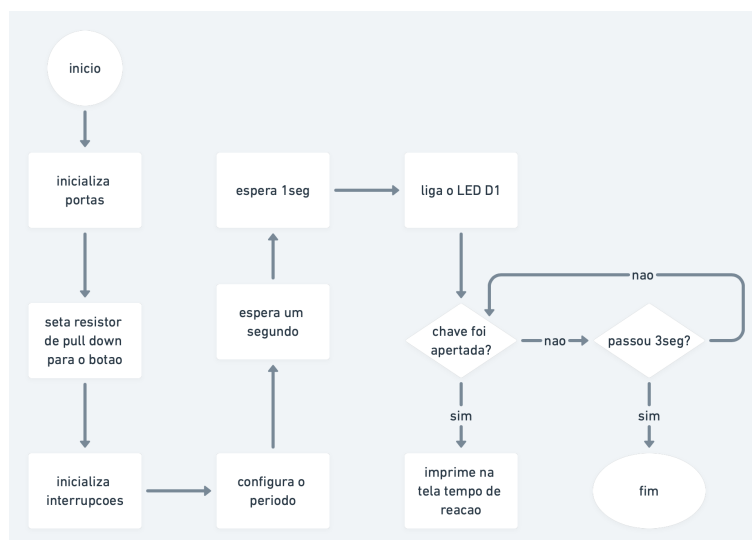 inicio
inicializa
portas
seta resistor
de pull down
para o botao
inicializa
interrupcoes
configura o
periodo
espera um
segundo
espera 1seg
liga o LED D1
chave foi
apertada?
nao
passou 3seg?
nao
sim
imprime na
tela tempo de
reacao
sim
fim